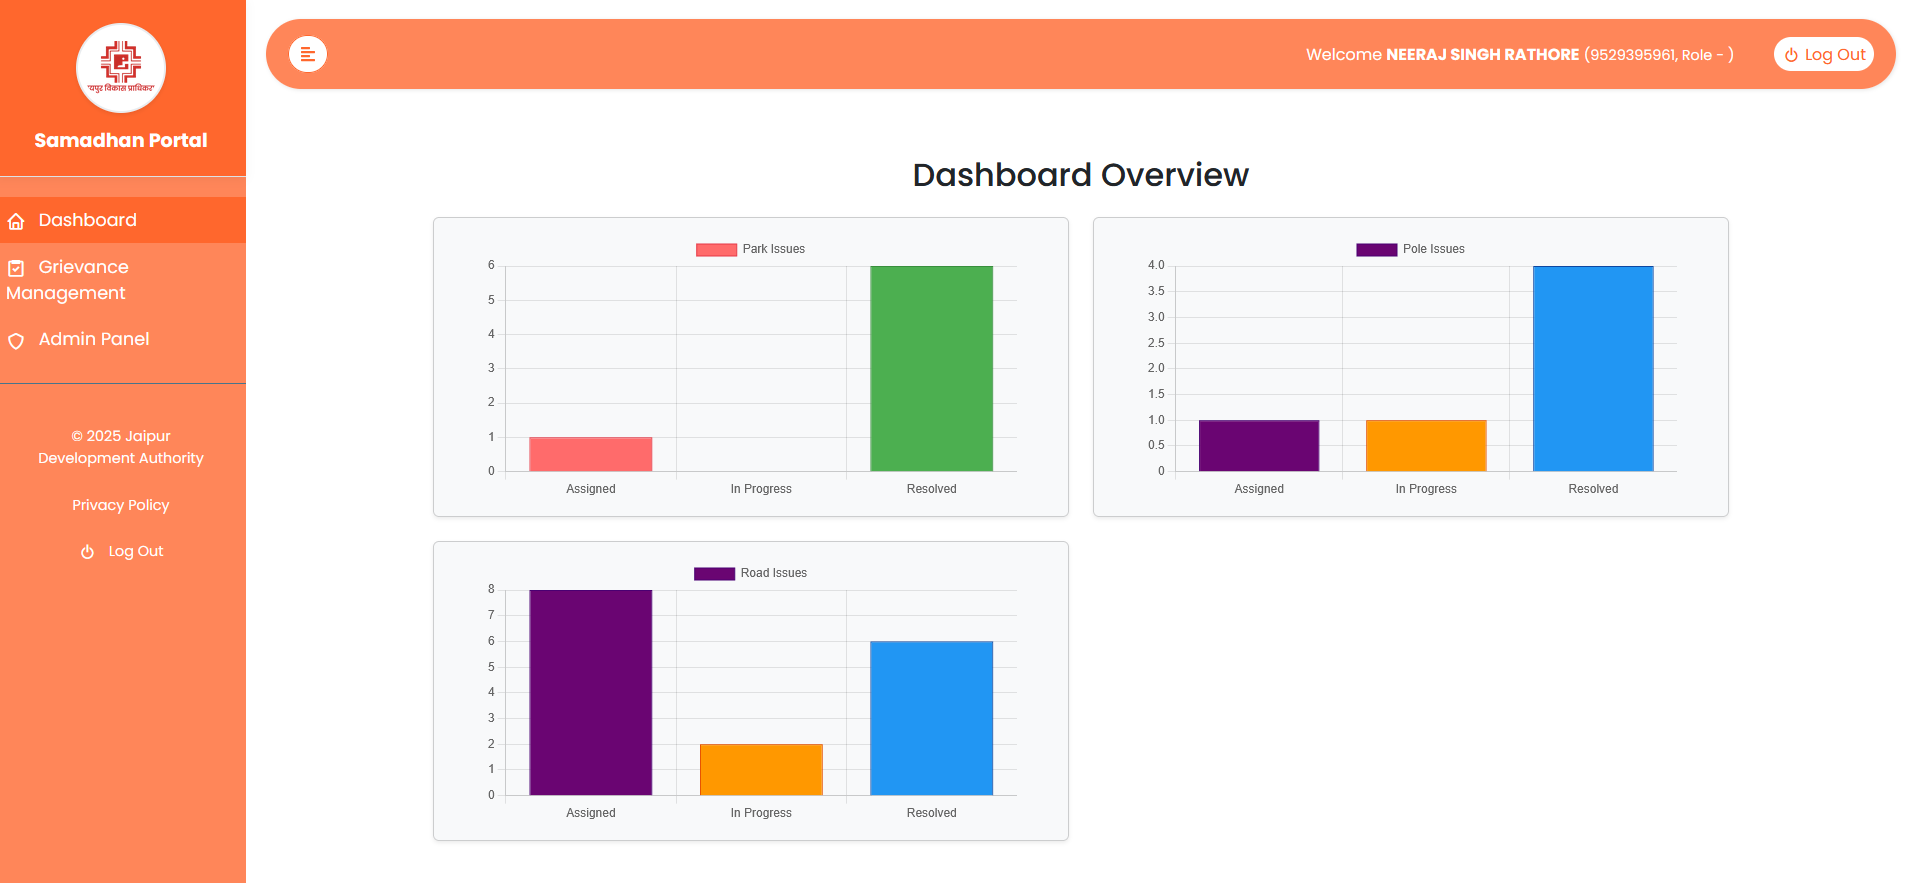 'यपुर विकास प्राधिकर'
Samadhan Portal
Dashboard
Grievance
Management
Admin Panel
© 2025 Jaipur
Development Authority
Privacy Policy
Log Out
Welcome NEERAJ SINGH RATHORE (9529395961, Role - )
Log Out
Dashboard Overview
Park Issues
6
5
4
3
2
1
0
Assigned In Progress Resolved
Pole Issues
4.0
3.5
3.0
2.5
2.0
1.5
1.0
0.5
0
Assigned In Progress Resolved
Road Issues
8
7
6
5
4
3
2
1
0
Assigned In Progress Resolved